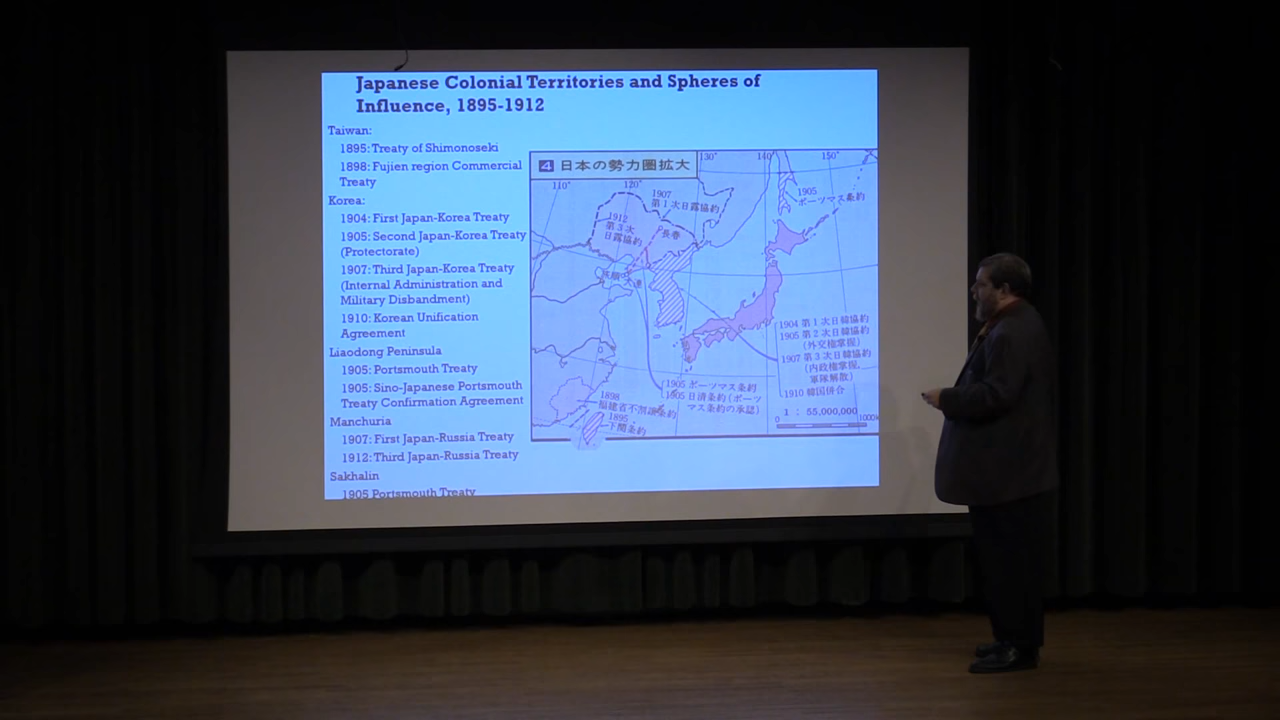 Japanese Colonial Territories and Spheres of
Influence, 1895-1912
Taiwan:
1895: Treaty of Shimonoseki
1898: Fujien region Commercial
Treaty
Korea:
1904: First Japan-Korea Treaty
1905: Second Japan-Korea Treaty
(Protectorate)
1907: Third Japan-Korea Treaty
(Internal Administration and
Military Disbandment)
1910: Korean Unification
Agreement
Liaodong Peninsula
1905: Portsmouth Treaty
1905: Sino-Japanese Portsmouth
Treaty Confirmation Agreement
Manchuria
1907: First Japan-Russia Treaty
1912: Third Japan-Russia Treaty
Sakhalin
1905 Portsmouth Treaty
4 日本の勢力圏拡大
110°
120°
130°
140°
150°
1907
第1次日露協約
1912
第3次
日露協約
長春
大連
1905
ポーツマス条約
1904 第1次日韓協約
1905 第2次日韓協約
(外交権掌握)
1907 第3次日韓協約
(内政権掌握,
軍隊解散)
1910 韓国併合
1905 ポーツマス条約
1905 日清条約(ポーツ
マス条約の承認)
1898
福建省不割譲条約
1895
下関条約
1 : 55,000,000
0 1000k